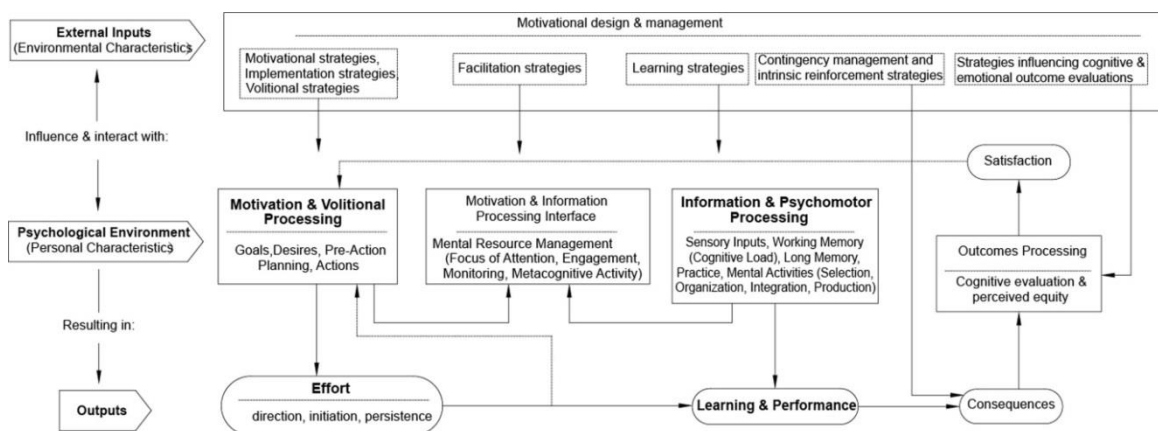 External Inputs
(Environmental Characteristics)
Influence & interact with:
Psychological Environment
(Personal Characteristics)
Resulting in:
Outputs
Motivational design & management
Motivational strategies,
Implementation strategies,
Volitional strategies
Facilitation strategies
Learning strategies
Contingency management and
intrinsic reinforcement strategies
Strategies influencing cognitive &
emotional outcome evaluations
Satisfaction
Motivation & Volitional
Processing
Goals,Desires, Pre-Action
Planning, Actions
Motivation & Information
Processing Interface
Mental Resource Management
(Focus of Attention, Engagement,
Monitoring, Metacognitive Activity)
Information & Psychomotor
Processing
Sensory Inputs, Working Memory
(Cognitive Load), Long Memory,
Practice, Mental Activities (Selection,
Organization, Integration, Production)
Outcomes Processing
Cognitive evaluation &
perceived equity
Effort
direction, initiation, persistence
Learning & Performance
Consequences